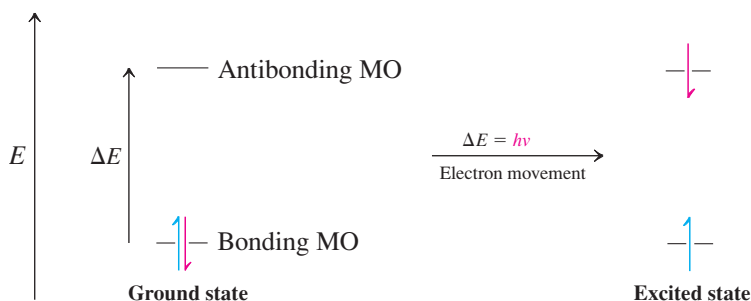 Antibonding MO
E
ΔE
ΔE = hν
Electron movement
Bonding MO
Ground state
Excited state